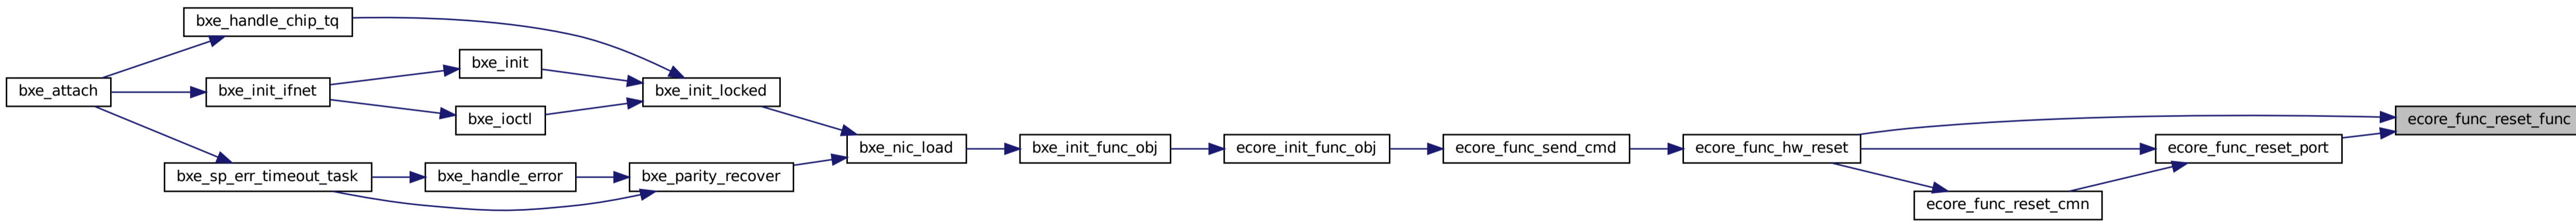 bxe_handle_chip_tq
bxe_init
bxe_attach
bxe_init_ifnet
bxe_init_locked
bxe_ioctl
ecore_func_reset_func
bxe_nic_load
bxe_init_func_obj
ecore_init_func_obj
ecore_func_send_cmd
ecore_func_hw_reset
ecore_func_reset_port
bxe_sp_err_timeout_task
bxe_handle_error
bxe_parity_recover
ecore_func_reset_cmn